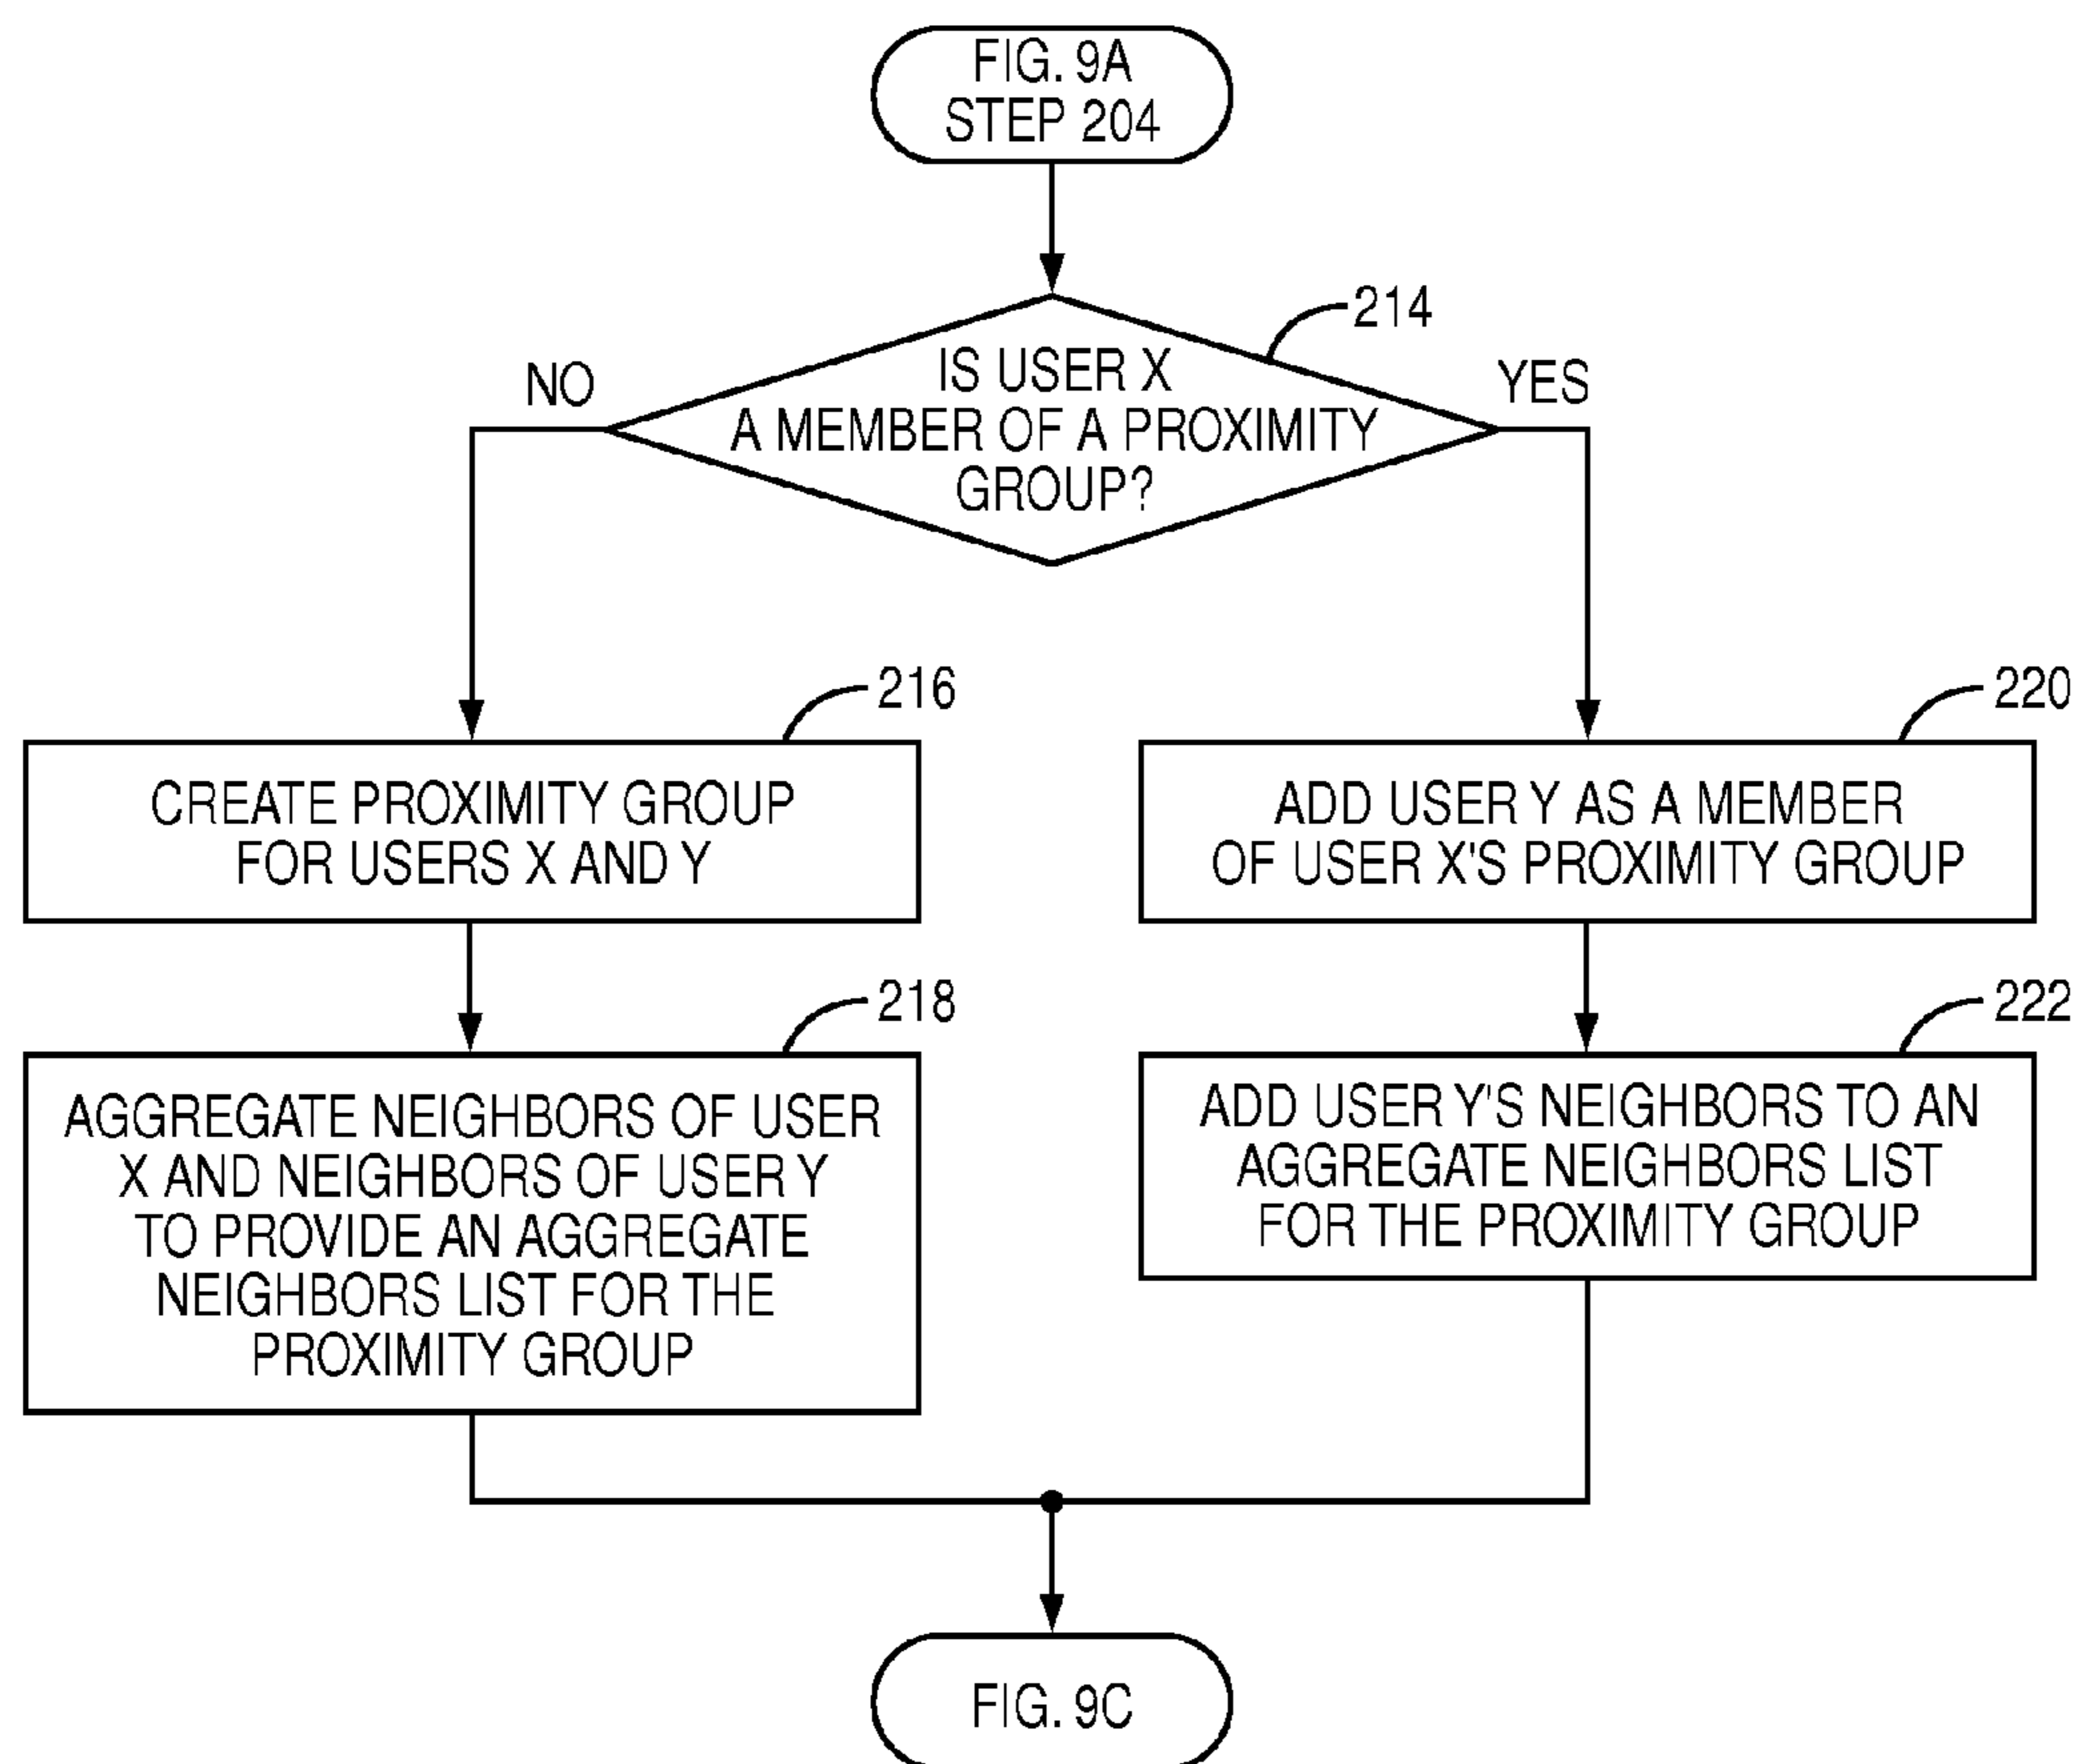 FIG. 9A
STEP 204
214
IS USER X
A MEMBER OF A PROXIMITY
GROUP?
NO
YES
216
CREATE PROXIMITY GROUP
FOR USERS X AND Y
220
ADD USER Y AS A MEMBER
OF USER X'S PROXIMITY GROUP
218
AGGREGATE NEIGHBORS OF USER
X AND NEIGHBORS OF USER Y
TO PROVIDE AN AGGREGATE
NEIGHBORS LIST FOR THE
PROXIMITY GROUP
222
ADD USER Y'S NEIGHBORS TO AN
AGGREGATE NEIGHBORS LIST
FOR THE PROXIMITY GROUP
FIG. 9C